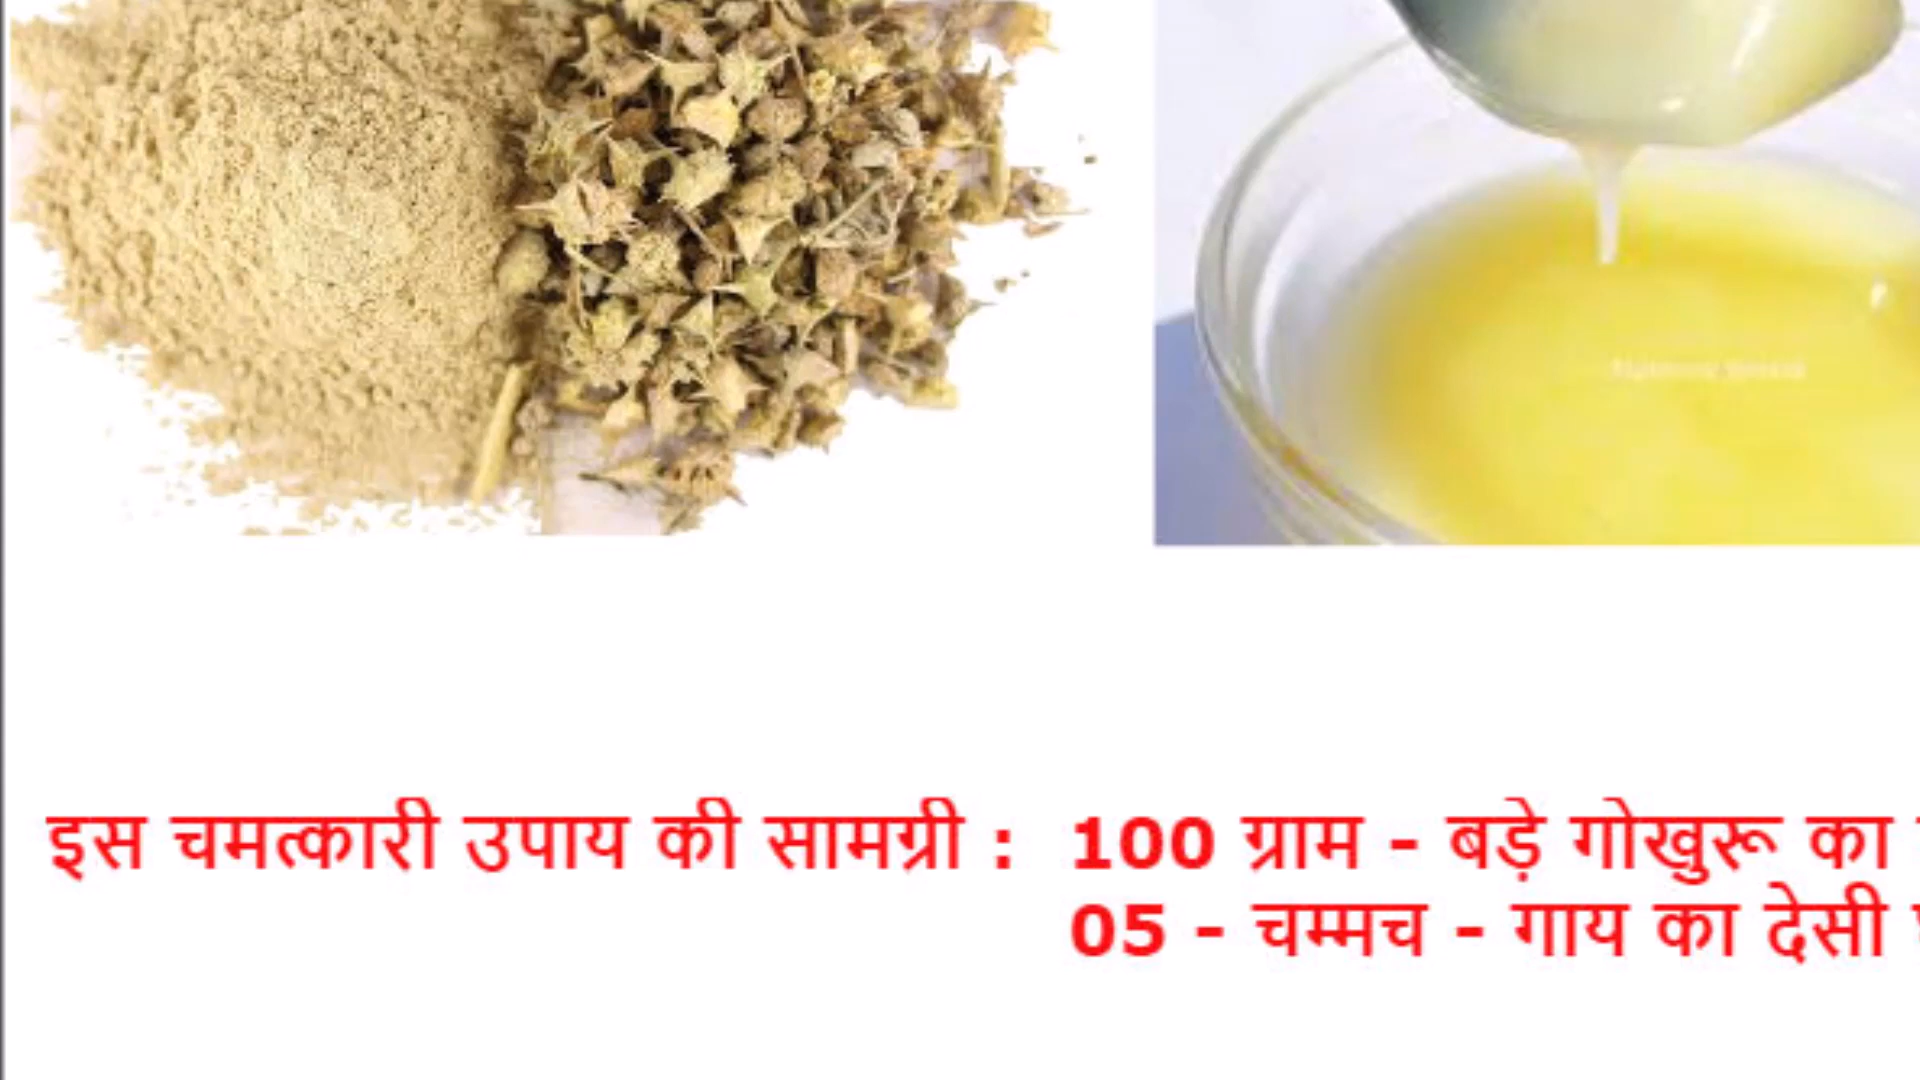 इस चमत्कारी उपाय की सामग्री : 100 ग्राम - बड़े गोखुरू का
05 - चम्मच - गाय का देसी